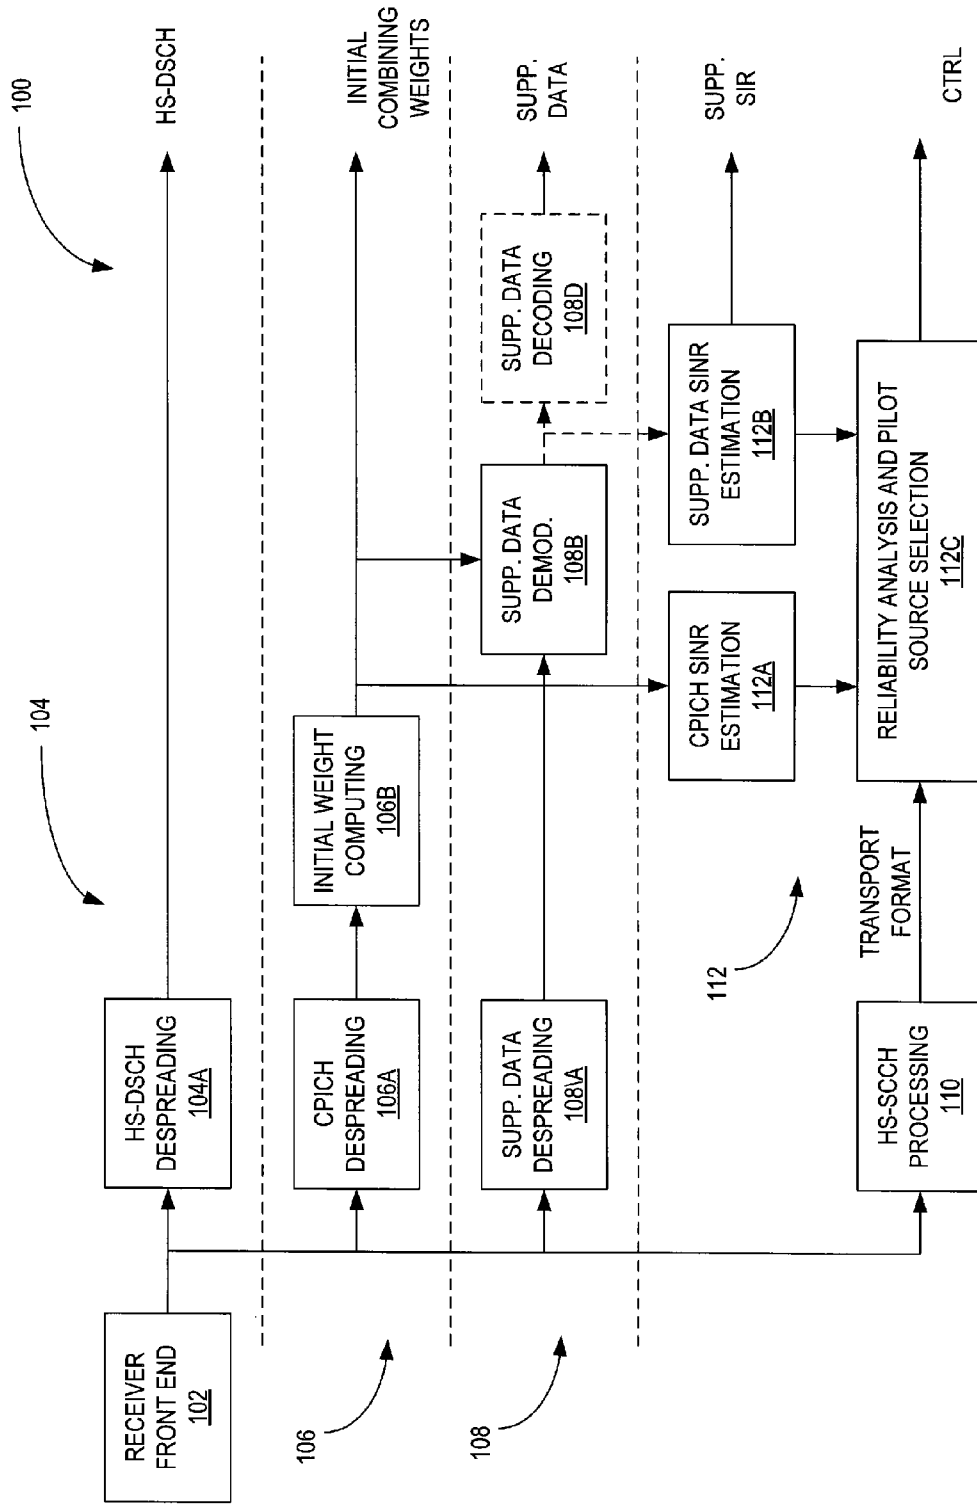 100
HS-DSCH
104
HS-DSCH
DESPREADING
104A
RECEIVER
FRONT END
102
INITIAL
COMBINING
WEIGHTS
INITIAL WEIGHT
COMPUTING
106B
CPICH
DESPREADING
106A
106
SUPP.
DATA
SUPP. DATA
DECODING
108D
SUPP. DATA
DEMOD.
108B
SUPP. DATA
DESPREADING
108\A
108
SUPP.
SIR
SUPP. DATA SINR
ESTIMATION
112B
CPICH SINR
ESTIMATION
112A
112
CTRL
RELIABILITY ANALYSIS AND PILOT
SOURCE SELECTION
112C
TRANSPORT
FORMAT
HS-SCCH
PROCESSING
110